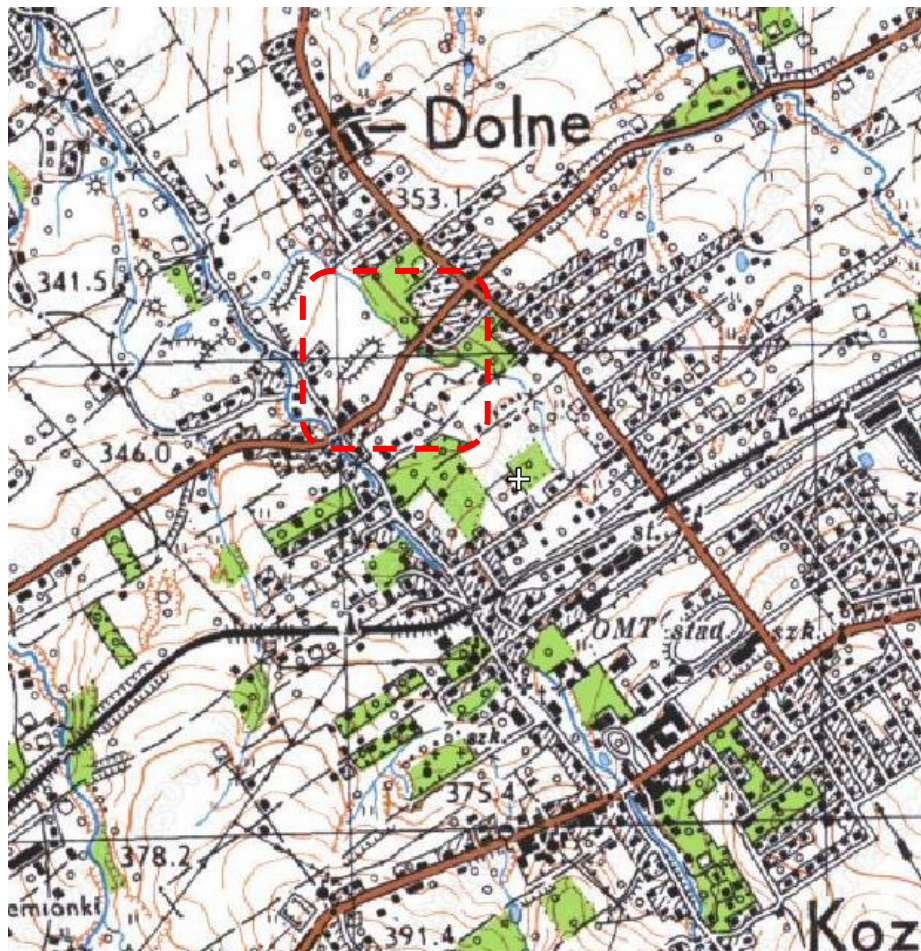 Dolne
353.1
341.5
346.0
st. t.
OMT stad. szk.
szk.
375.4
378.2
emionki
391.4
Koz